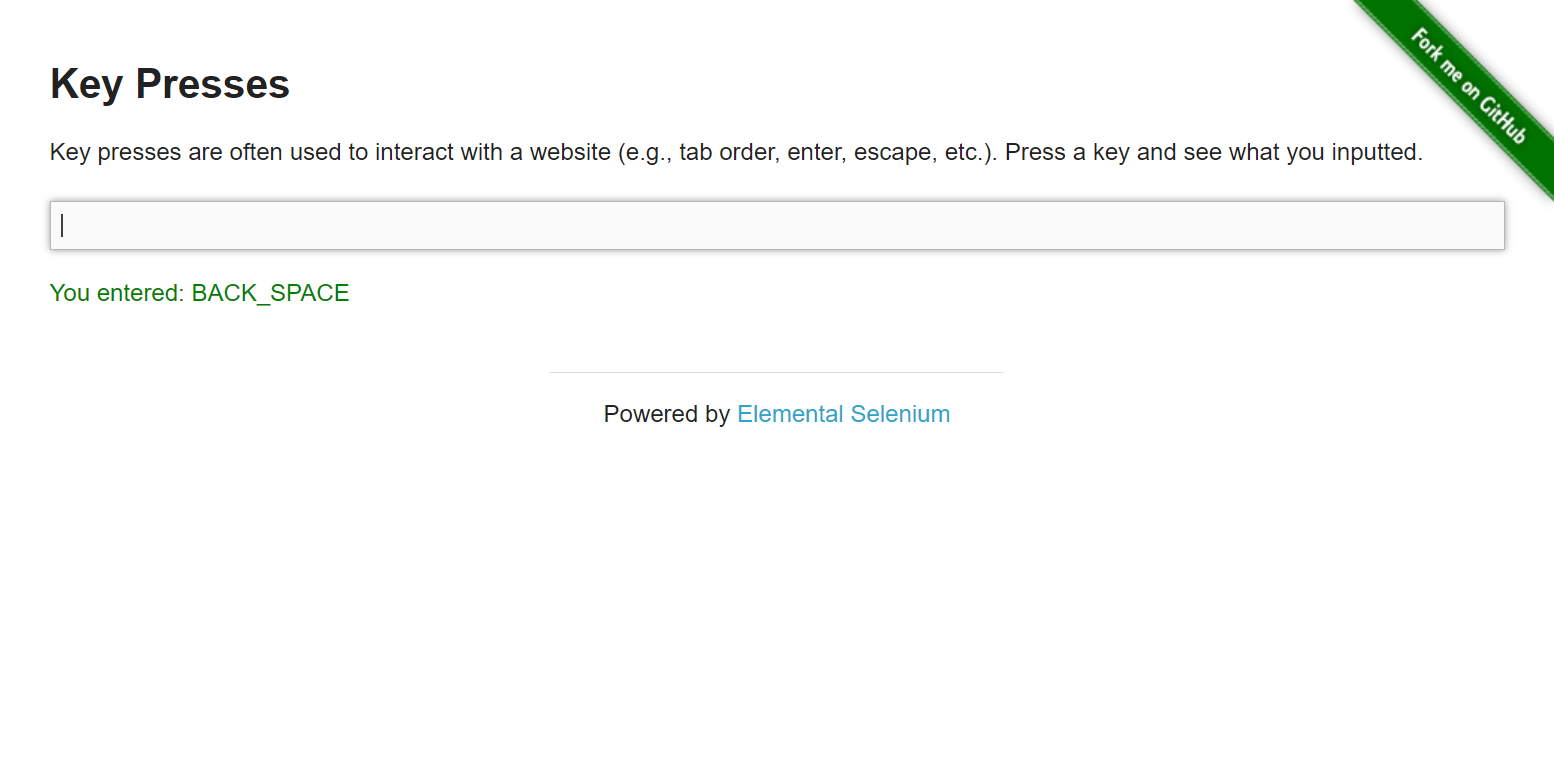 Fork me on GitHub
Key Presses
Key presses are often used to interact with a website (e.g., tab order, enter, escape, etc.). Press a key and see what you inputted.
You entered: BACK_SPACE
Powered by Elemental Selenium